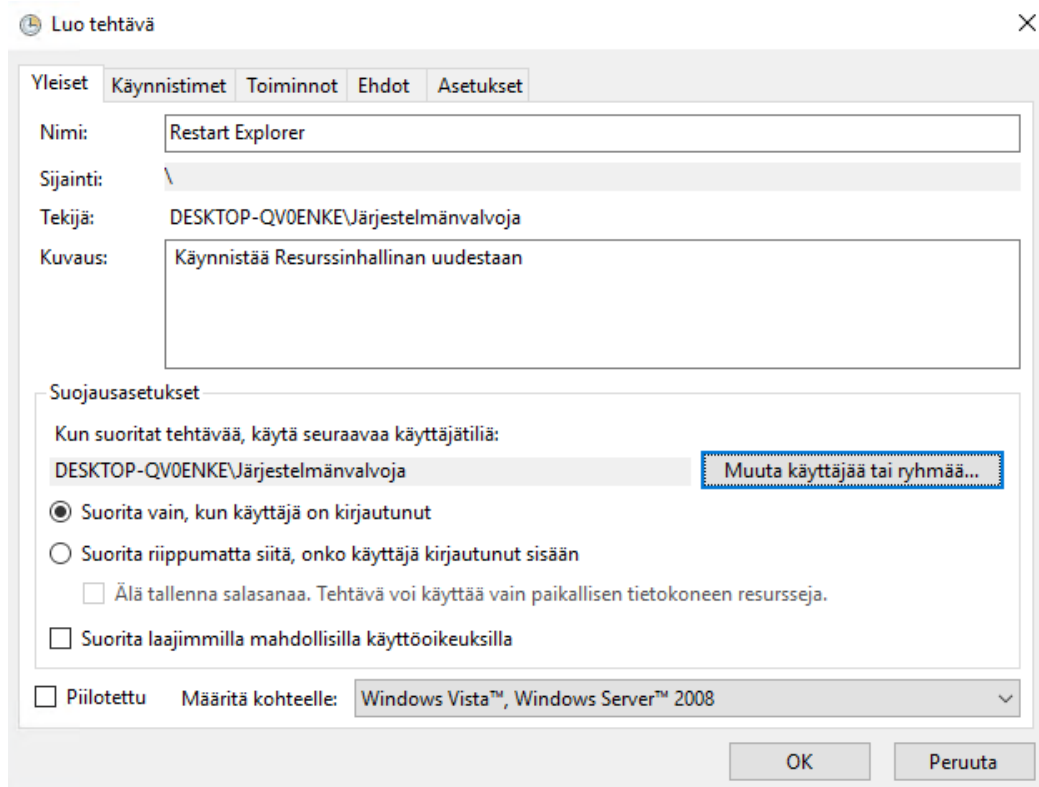 Luo tehtävä
Yleiset Käynnistimet Toiminnot Ehdot Asetukset
Nimi: Restart Explorer
Sijainti: \
Tekijä: DESKTOP-QV0ENKE\Järjestelmänvalvoja
Kuvaus: Käynnistää Resurssinhallinan uudestaan
Suojausasetukset
Kun suoritat tehtävää, käytä seuraavaa käyttäjätiliä:
DESKTOP-QV0ENKE\Järjestelmänvalvoja Muuta käyttäjää tai ryhmää...
Suorita vain, kun käyttäjä on kirjautunut
Suorita riippumatta siitä, onko käyttäjä kirjautunut sisään
Älä tallenna salasanaa. Tehtävä voi käyttää vain paikallisen tietokoneen resursseja.
Suorita laajimmilla mahdollisilla käyttöoikeuksilla
Piilotettu Määritä kohteelle: Windows Vista™, Windows Server™ 2008
OK Peruuta